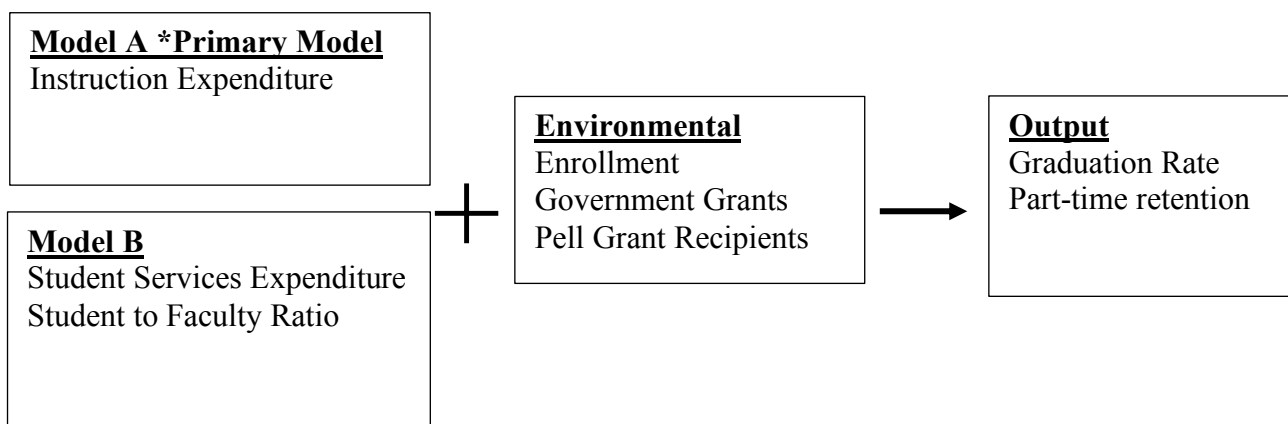 Model A *Primary Model
Instruction Expenditure
Model B
Student Services Expenditure
Student to Faculty Ratio
Environmental
Enrollment
Government Grants
Pell Grant Recipients
Output
Graduation Rate
Part-time retention